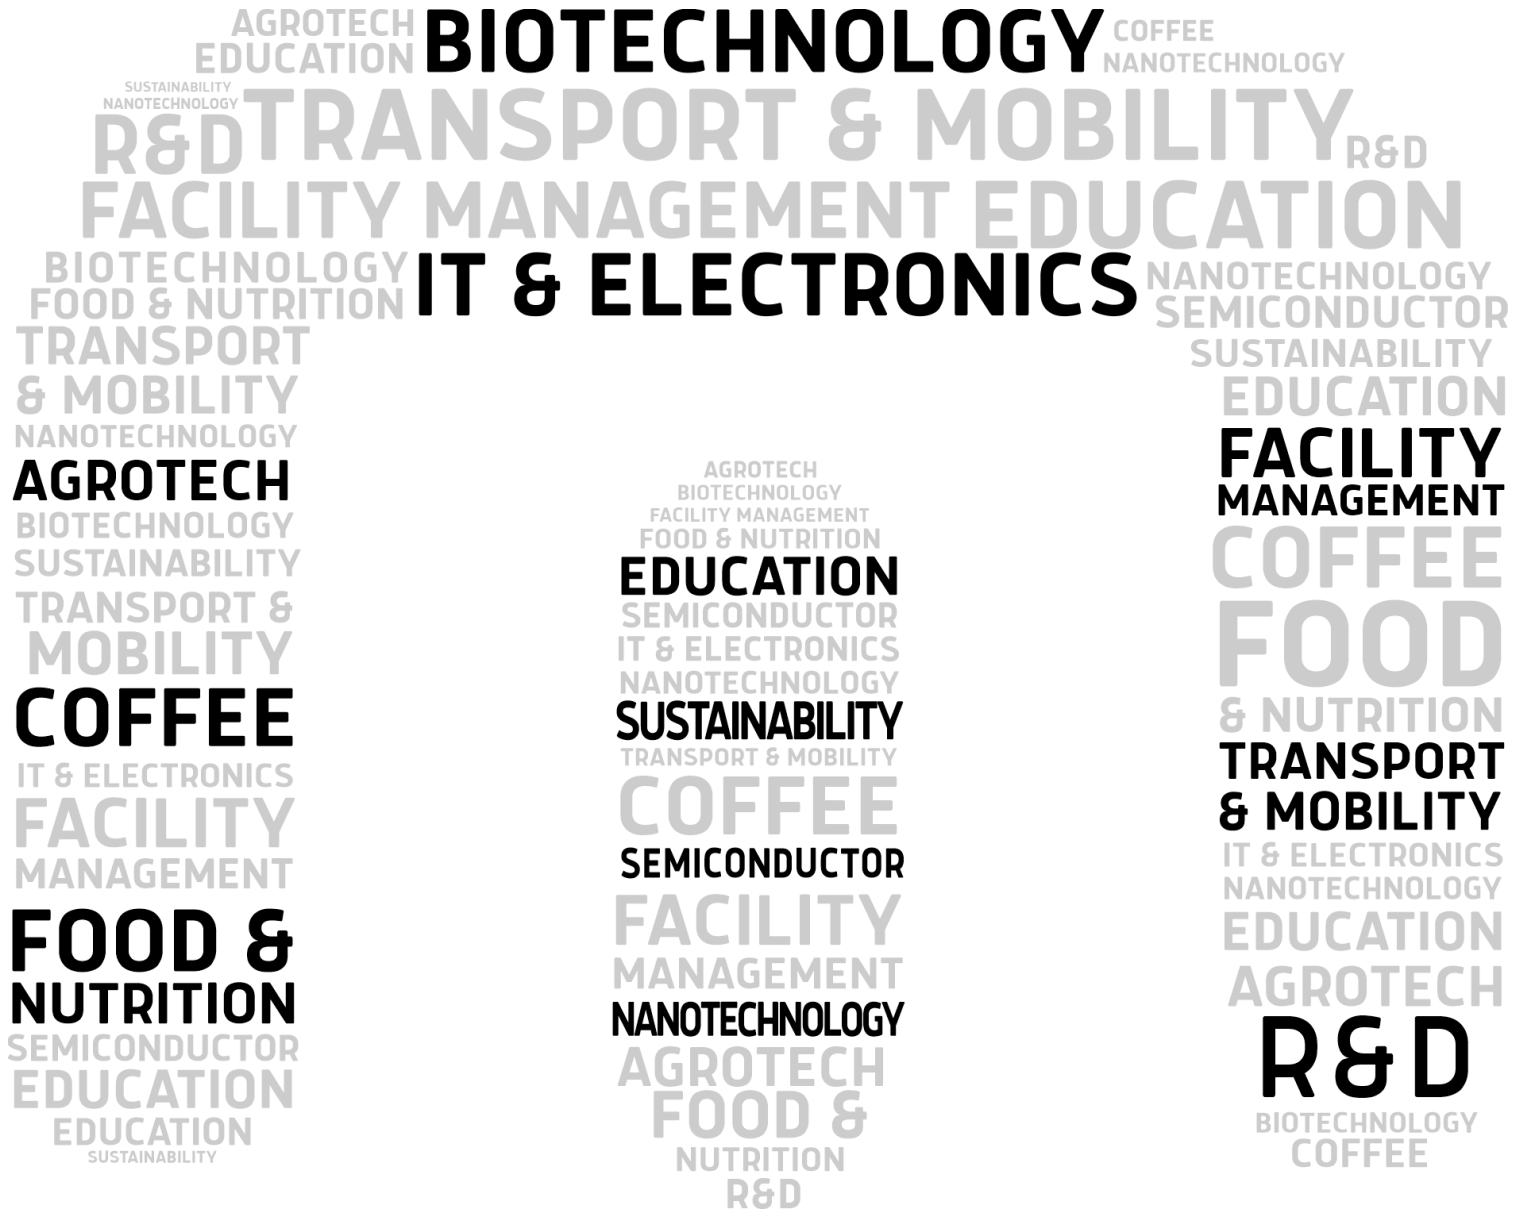 AGROTECH
EDUCATION
BIOTECHNOLOGY
COFFEE
NANOTECHNOLOGY
SUSTAINABILITY
NANOTECHNOLOGY
R&D
TRANSPORT & MOBILITY
R&D
FACILITY MANAGEMENT
EDUCATION
BIOTECHNOLOGY
FOOD & NUTRITION
IT & ELECTRONICS
NANOTECHNOLOGY
SEMICONDUCTOR
TRANSPORT
& MOBILITY
NANOTECHNOLOGY
AGROTECH
BIOTECHNOLOGY
SUSTAINABILITY
TRANSPORT &
MOBILITY
COFFEE
IT & ELECTRONICS
FACILITY
MANAGEMENT
FOOD &
NUTRITION
SEMICONDUCTOR
EDUCATION
EDUCATION
SUSTAINABILITY
AGROTECH
BIOTECHNOLOGY
FACILITY MANAGEMENT
FOOD & NUTRITION
EDUCATION
SEMICONDUCTOR
IT & ELECTRONICS
NANOTECHNOLOGY
SUSTAINABILITY
TRANSPORT & MOBILITY
COFFEE
SEMICONDUCTOR
FACILITY
MANAGEMENT
NANOTECHNOLOGY
AGROTECH
FOOD &
NUTRITION
R&D
SUSTAINABILITY
EDUCATION
FACILITY
MANAGEMENT
COFFEE
FOOD
& NUTRITION
TRANSPORT
& MOBILITY
IT & ELECTRONICS
NANOTECHNOLOGY
EDUCATION
AGROTECH
R&D
BIOTECHNOLOGY
COFFEE